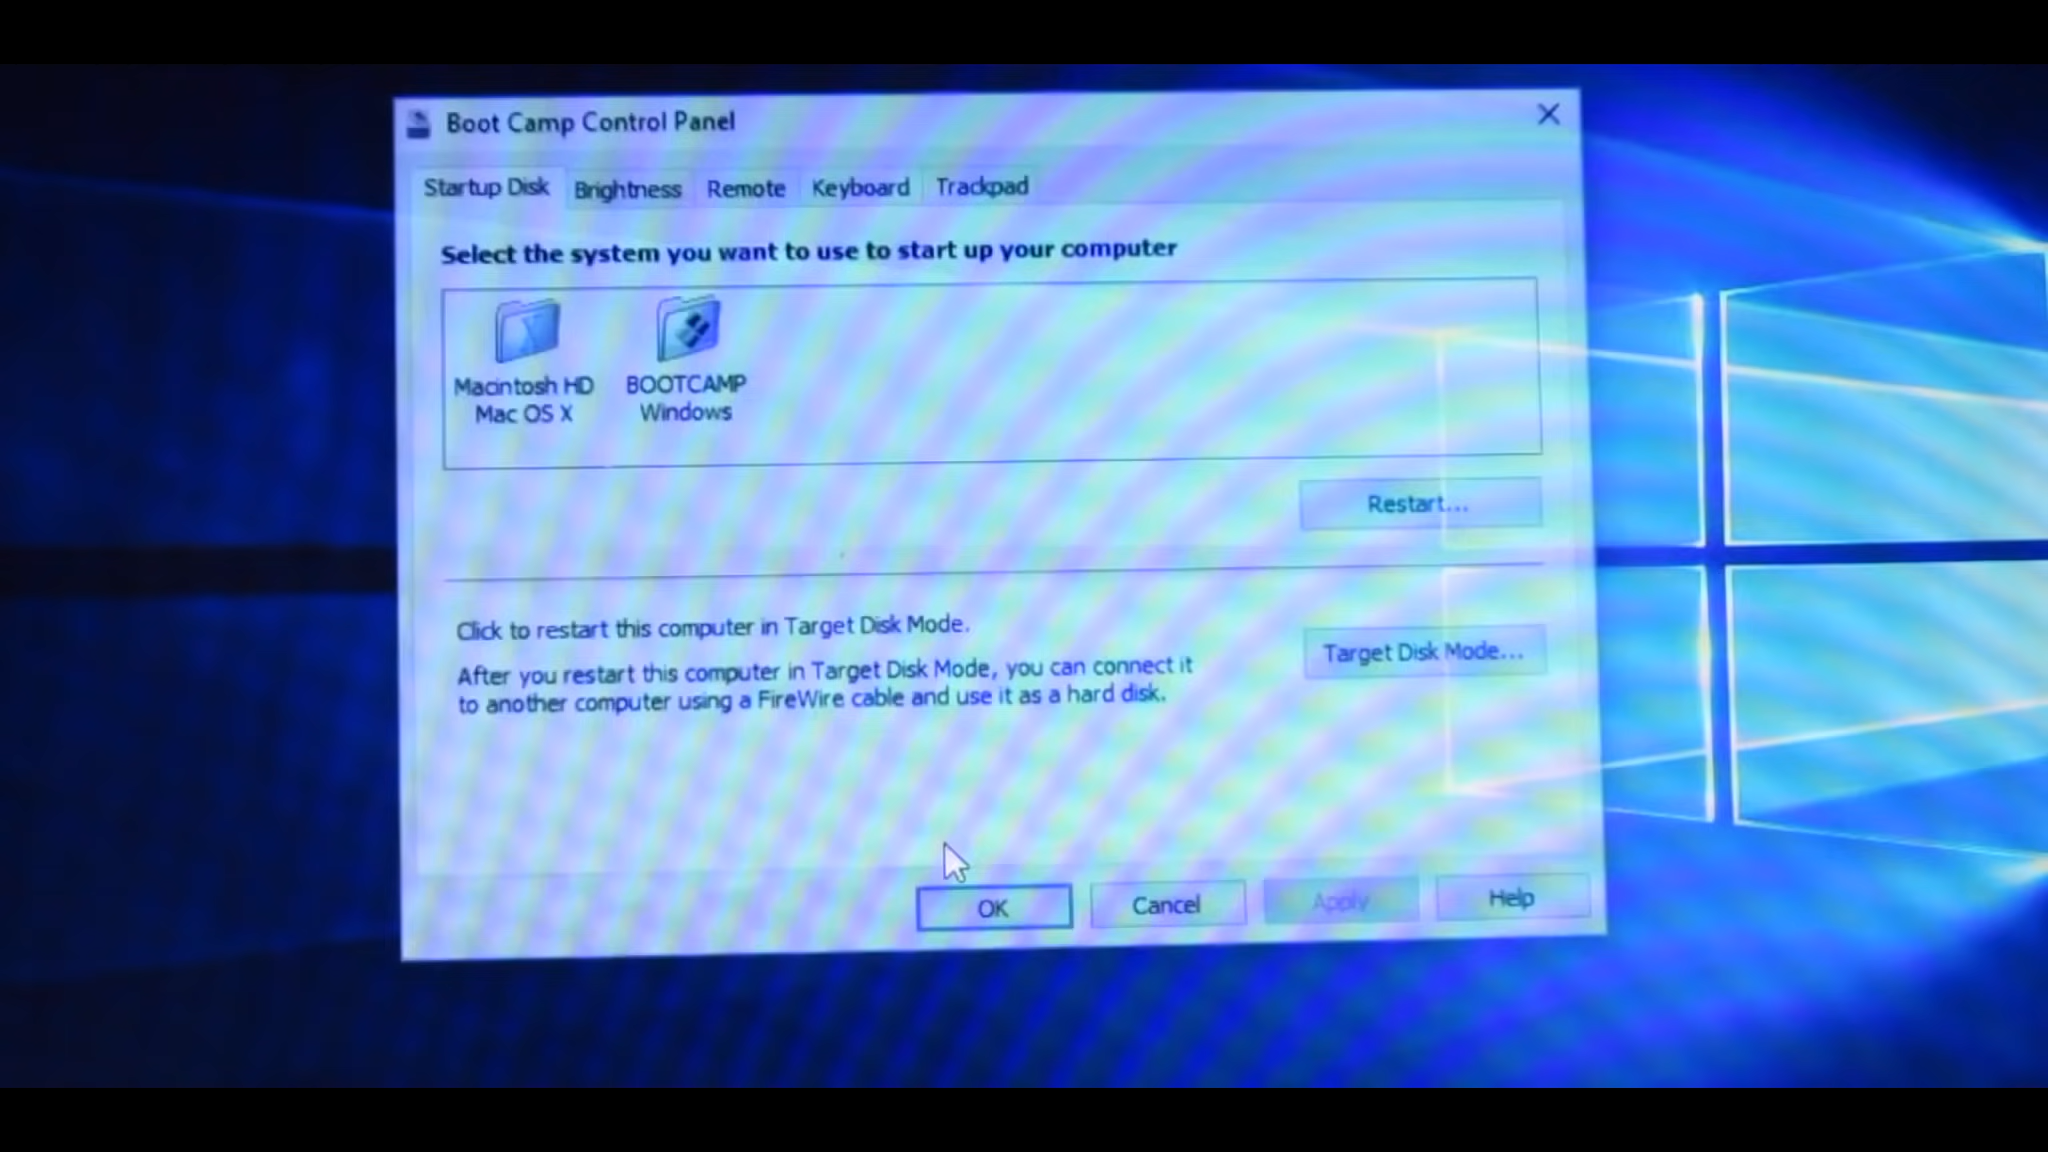 Boot Camp Control Panel
Startup Disk Brightness Remote Keyboard Trackpad
Select the system you want to use to start up your computer
Macintosh HD BOOTCAMP
Mac OS X Windows
Restart...
Click to restart this computer in Target Disk Mode.
Target Disk Mode...
After you restart this computer in Target Disk Mode, you can connect it
to another computer using a FireWire cable and use it as a hard disk.
OK Cancel Apply Help